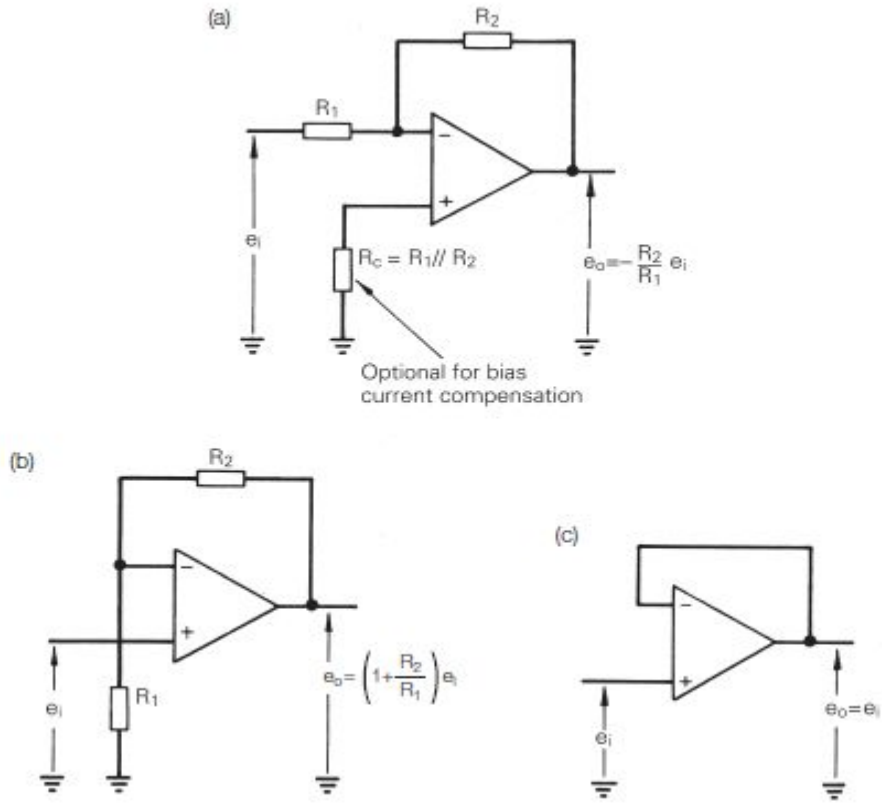 (a)
R₂
R₁
−
+
eᵢ
R_c = R₁// R₂
eₒ=−R₂/R₁ eᵢ
Optional for bias
current compensation
(b)
R₂
−
+
eᵢ
R₁
eₒ=(1+R₂/R₁)eᵢ
(c)
−
+
eᵢ
eₒ=eᵢ